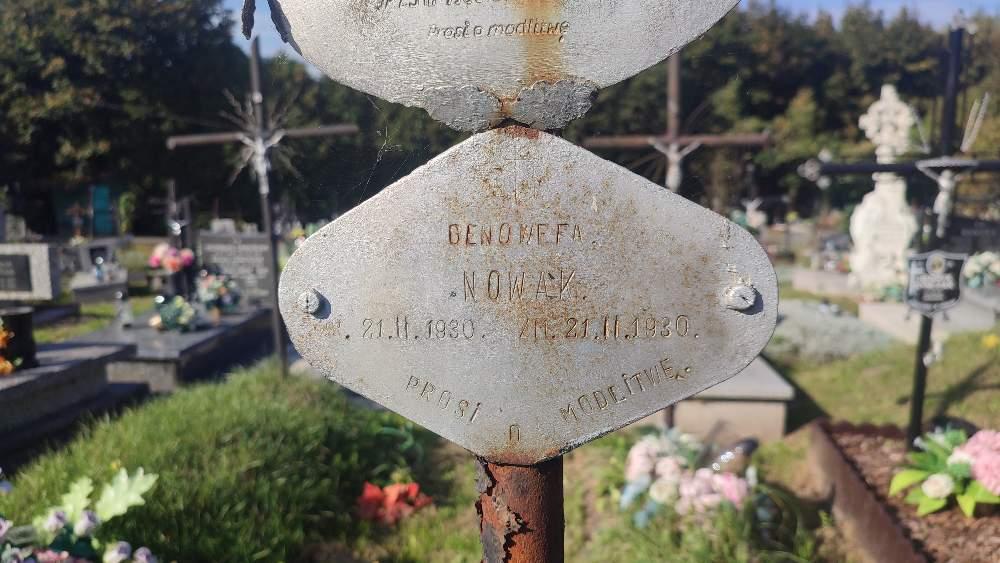 Prosi o modlitwę
GENOWEFA
NOWAK.
21.II.1930. ZM. 21.II.1930.
PROSI O MODLITWĘ.